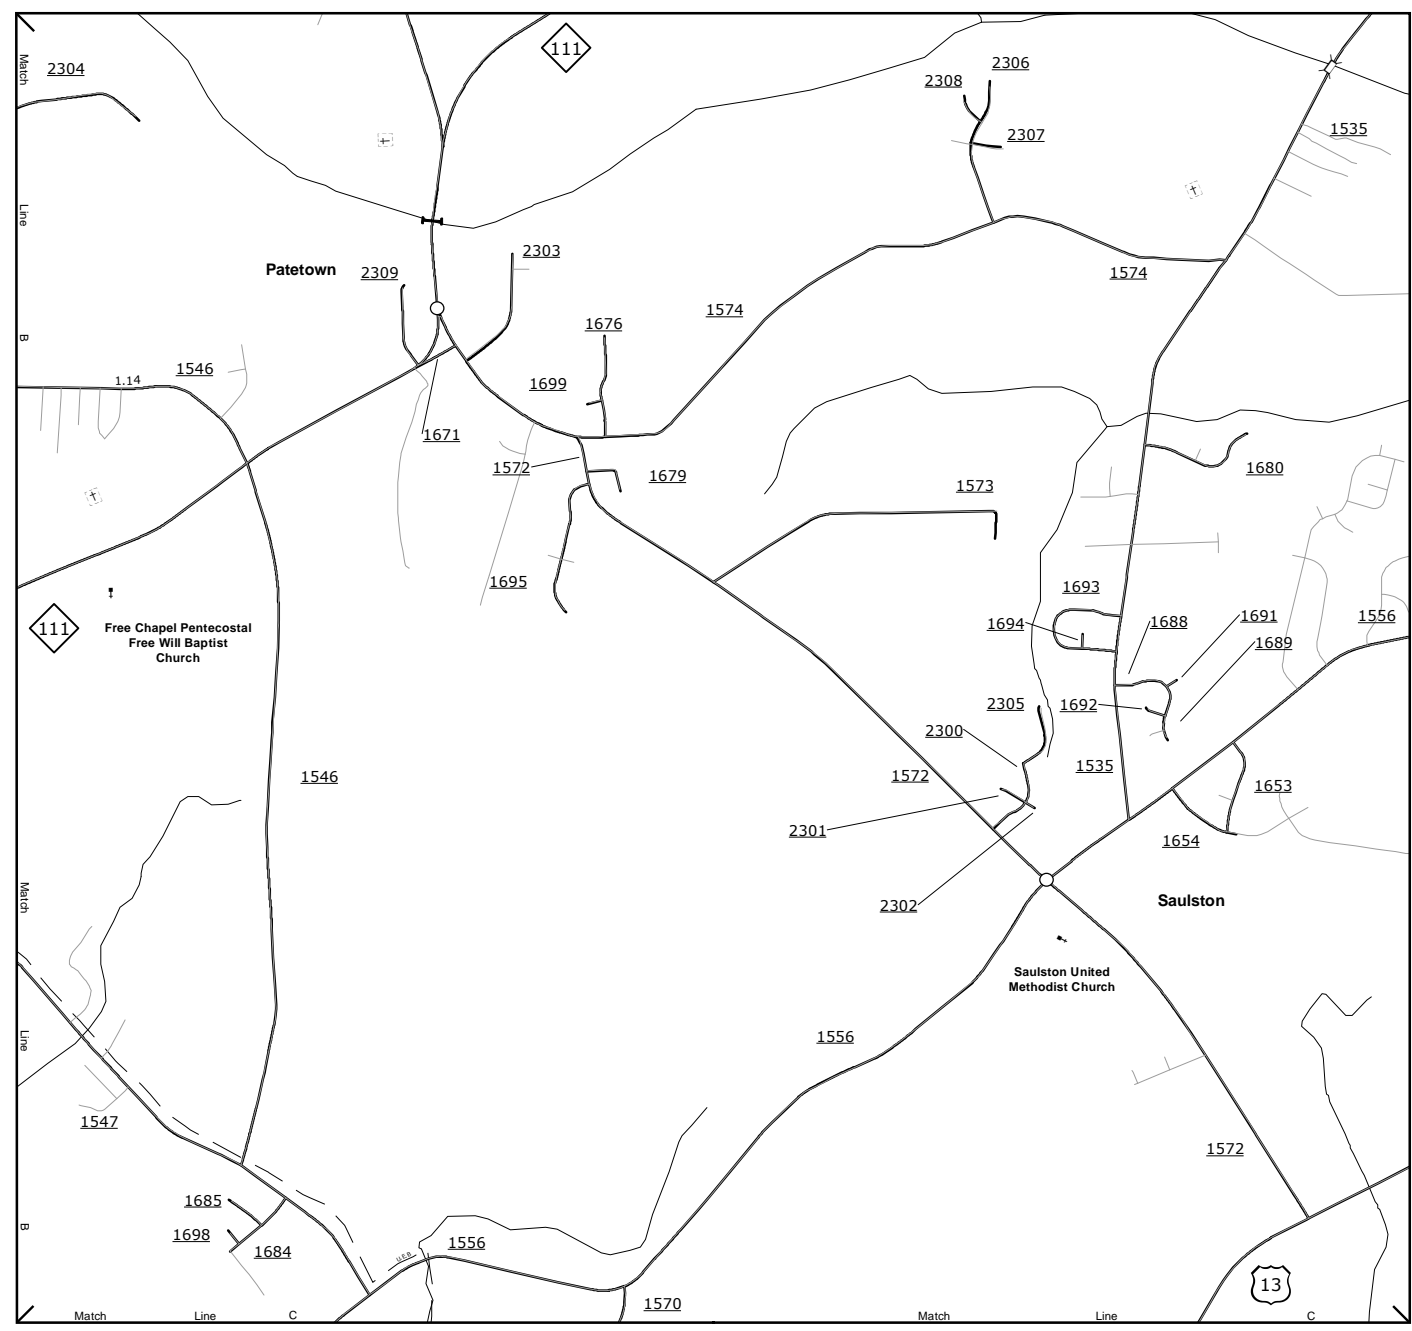 111
2304
Match
2308
2306
2307
1535
Line
Patetown
2309
2303
1574
1574
1676
B
1546
1.14
1699
1671
1572
1679
1573
1680
1695
1693
1694
1688
1691
1689
1556
111
Free Chapel Pentecostal
Free Will Baptist
Church
2305
1692
2300
1546
1572
1535
1653
2301
1654
2302
Match
Saulston
Saulston United
Methodist Church
Line
1556
1547
1572
1685
1698
1684
B
1556
U.E.B
13
1570
Match Line C
Match Line C